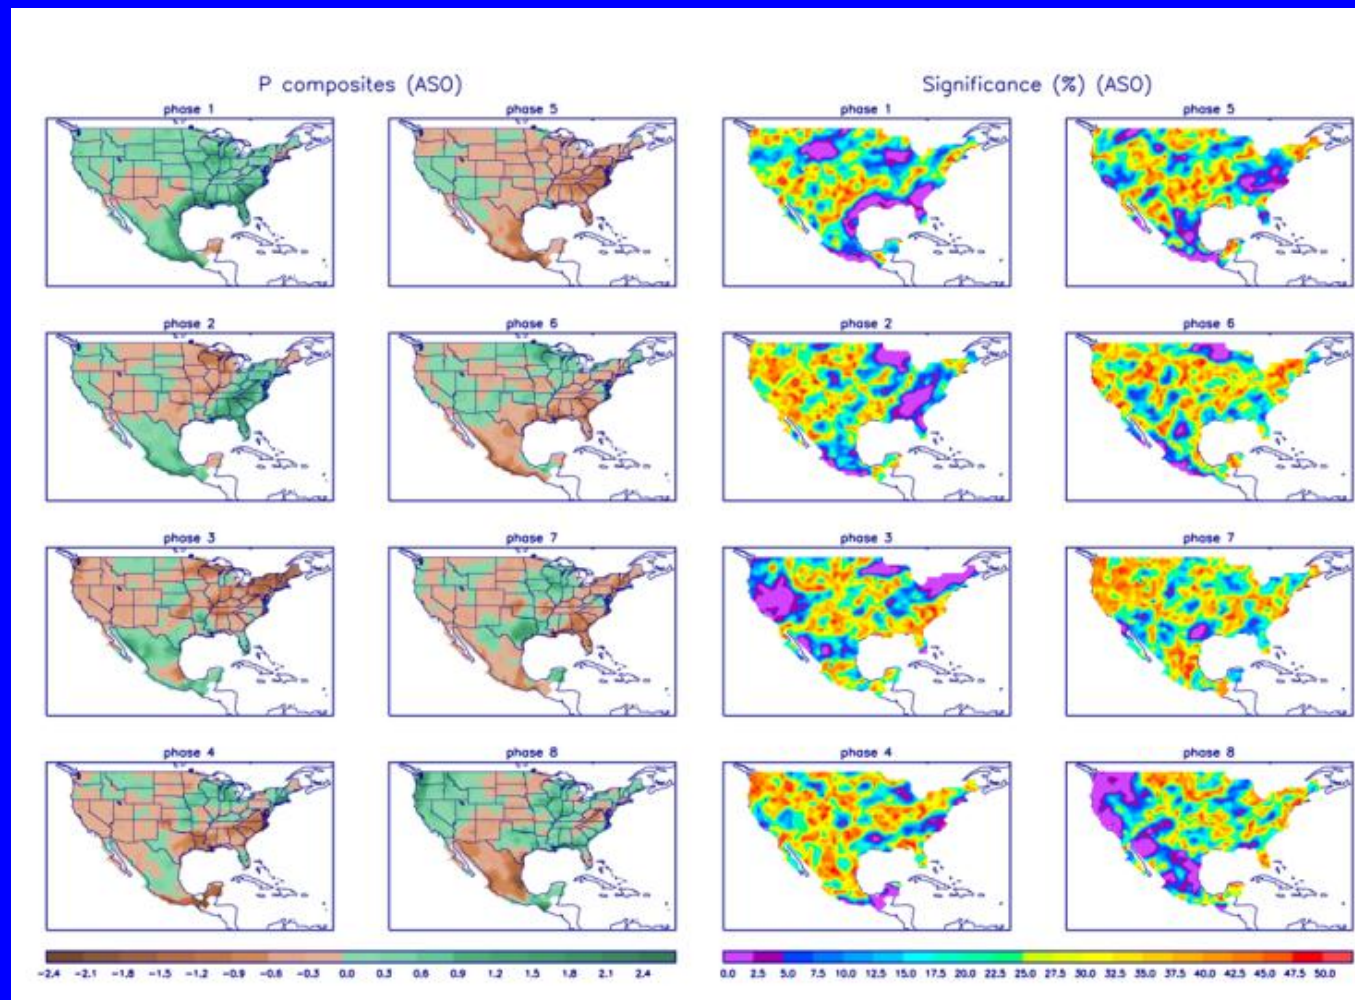 P composites (ASO)
Significance (%) (ASO)
phase 1
phase 5
phase 1
phase 5
phase 2
phase 6
phase 2
phase 6
phase 3
phase 7
phase 3
phase 7
phase 4
phase 8
phase 4
phase 8
-2.4 -2.1 -1.8 -1.5 -1.2 -0.9 -0.6 -0.3 0.0 0.3 0.6 0.9 1.2 1.5 1.8 2.1 2.4
0.0 2.5 5.0 10.0 12.5 15.0 17.5 20.0 22.5 25.0 27.5 30.0 32.5 35.0 37.5 40.0 42.5 45.0 47.5 50.0